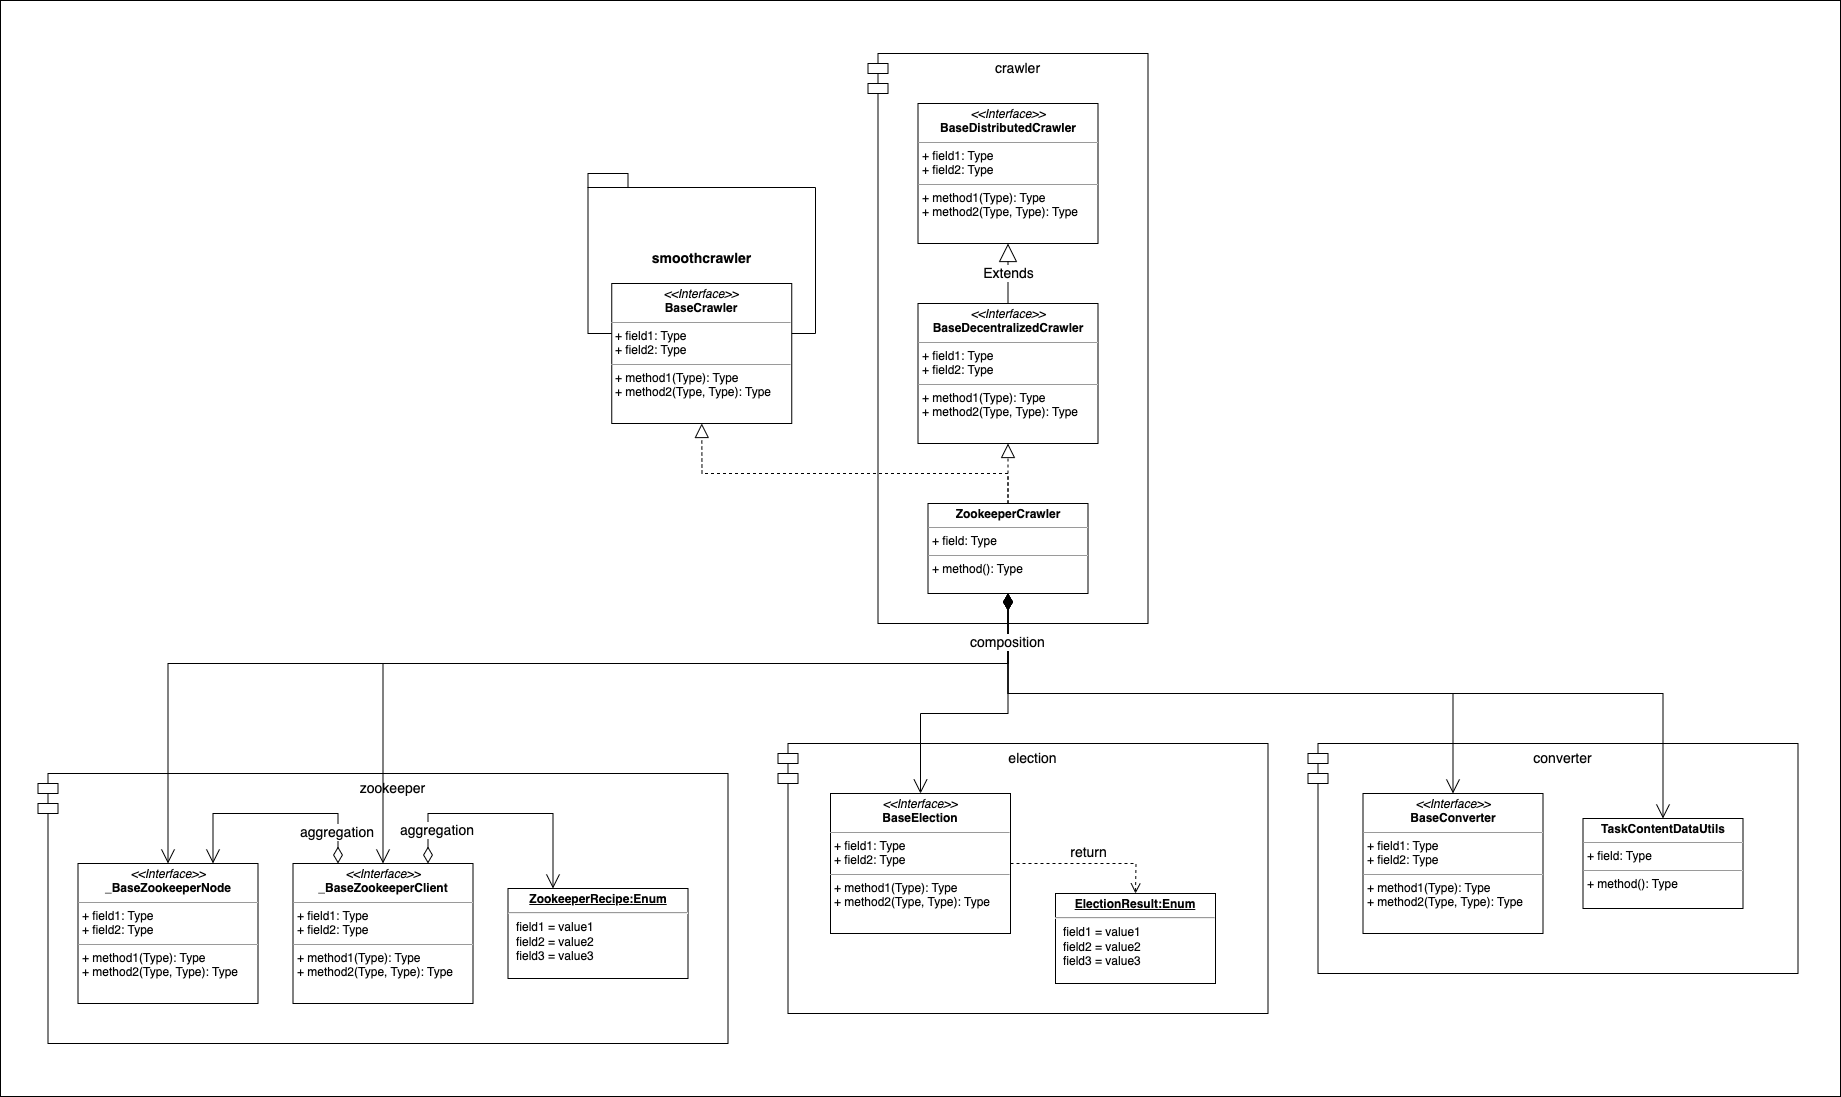 crawler
<<Interface>>
BaseDistributedCrawler
+ field1: Type
+ field2: Type
+ method1(Type): Type
+ method2(Type, Type): Type
Extends
smoothcrawler
<<Interface>>
BaseCrawler
+ field1: Type
+ field2: Type
+ method1(Type): Type
+ method2(Type, Type): Type
<<Interface>>
BaseDecentralizedCrawler
+ field1: Type
+ field2: Type
+ method1(Type): Type
+ method2(Type, Type): Type
ZookeeperCrawler
+ field: Type
+ method(): Type
composition
zookeeper
aggregation
aggregation
<<Interface>>
_BaseZookeeperNode
+ field1: Type
+ field2: Type
+ method1(Type): Type
+ method2(Type, Type): Type
<<Interface>>
_BaseZookeeperClient
+ field1: Type
+ field2: Type
+ method1(Type): Type
+ method2(Type, Type): Type
ZookeeperRecipe:Enum
field1 = value1
field2 = value2
field3 = value3
election
<<Interface>>
BaseElection
+ field1: Type
+ field2: Type
+ method1(Type): Type
+ method2(Type, Type): Type
return
ElectionResult:Enum
field1 = value1
field2 = value2
field3 = value3
converter
<<Interface>>
BaseConverter
+ field1: Type
+ field2: Type
+ method1(Type): Type
+ method2(Type, Type): Type
TaskContentDataUtils
+ field: Type
+ method(): Type